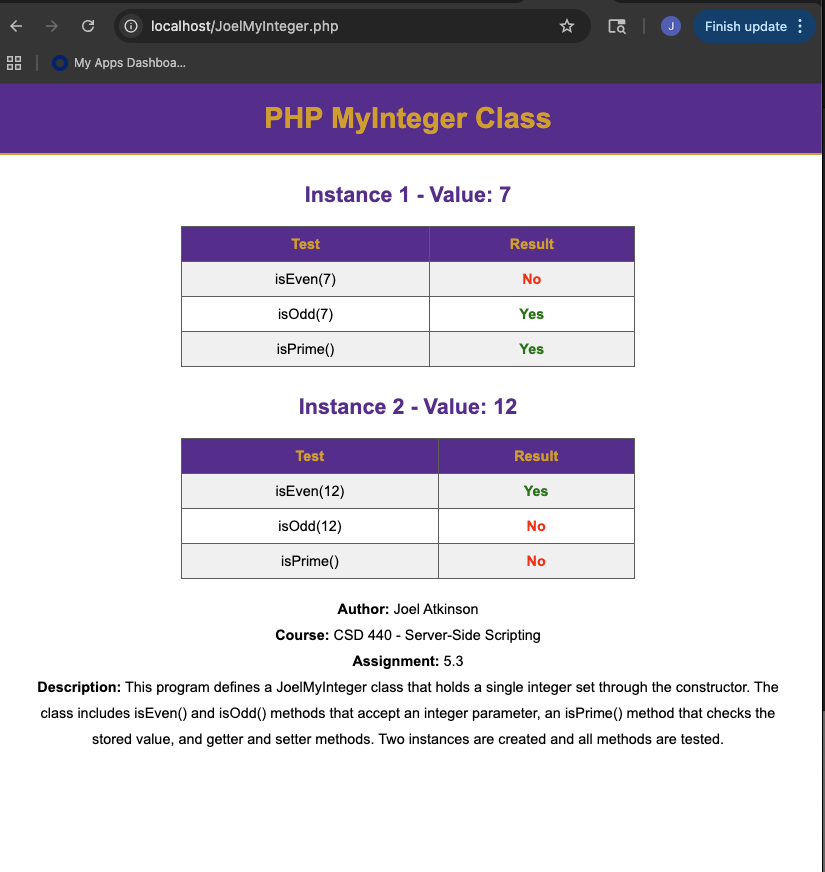 localhost/JoelMyInteger.php
J
Finish update
My Apps Dashboa...
PHP MyInteger Class
Instance 1 - Value: 7
Test Result
isEven(7) No
isOdd(7) Yes
isPrime() Yes
Instance 2 - Value: 12
Test Result
isEven(12) Yes
isOdd(12) No
isPrime() No
Author: Joel Atkinson
Course: CSD 440 - Server-Side Scripting
Assignment: 5.3
Description: This program defines a JoelMyInteger class that holds a single integer set through the constructor. The
class includes isEven() and isOdd() methods that accept an integer parameter, an isPrime() method that checks the
stored value, and getter and setter methods. Two instances are created and all methods are tested.